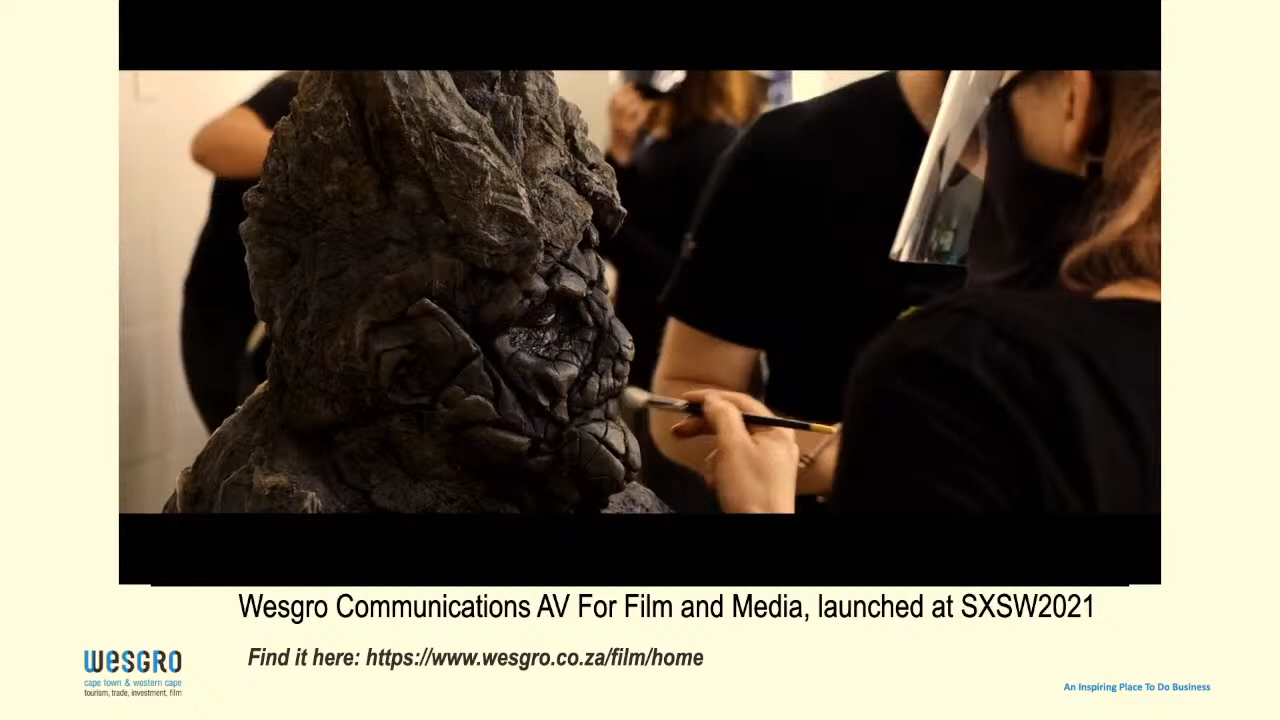 Wesgro Communications AV For Film and Media, launched at SXSW2021
Find it here: https://www.wesgro.co.za/film/home
wesgro
cape town & western cape
tourism, trade, investment, film
An Inspiring Place To Do Business